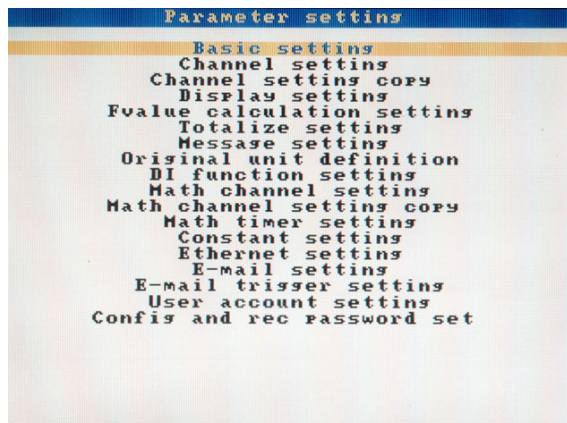 Parameter setting
Basic setting
Channel setting
Channel setting copy
Display setting
Fvalue calculation setting
Totalize setting
Message setting
Original unit definition
DI function setting
Math channel setting
Math channel setting copy
Math timer setting
Constant setting
Ethernet setting
E-mail setting
E-mail trigger setting
User account setting
Config and rec password set